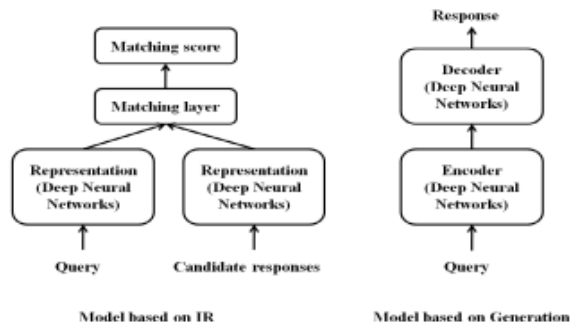 Matching score
Matching layer
Representation
(Deep Neural
Networks)
Representation
(Deep Neural
Networks)
Query
Candidate responses
Model based on IR
Response
Decoder
(Deep Neural
Networks)
Encoder
(Deep Neural
Networks)
Query
Model based on Generation